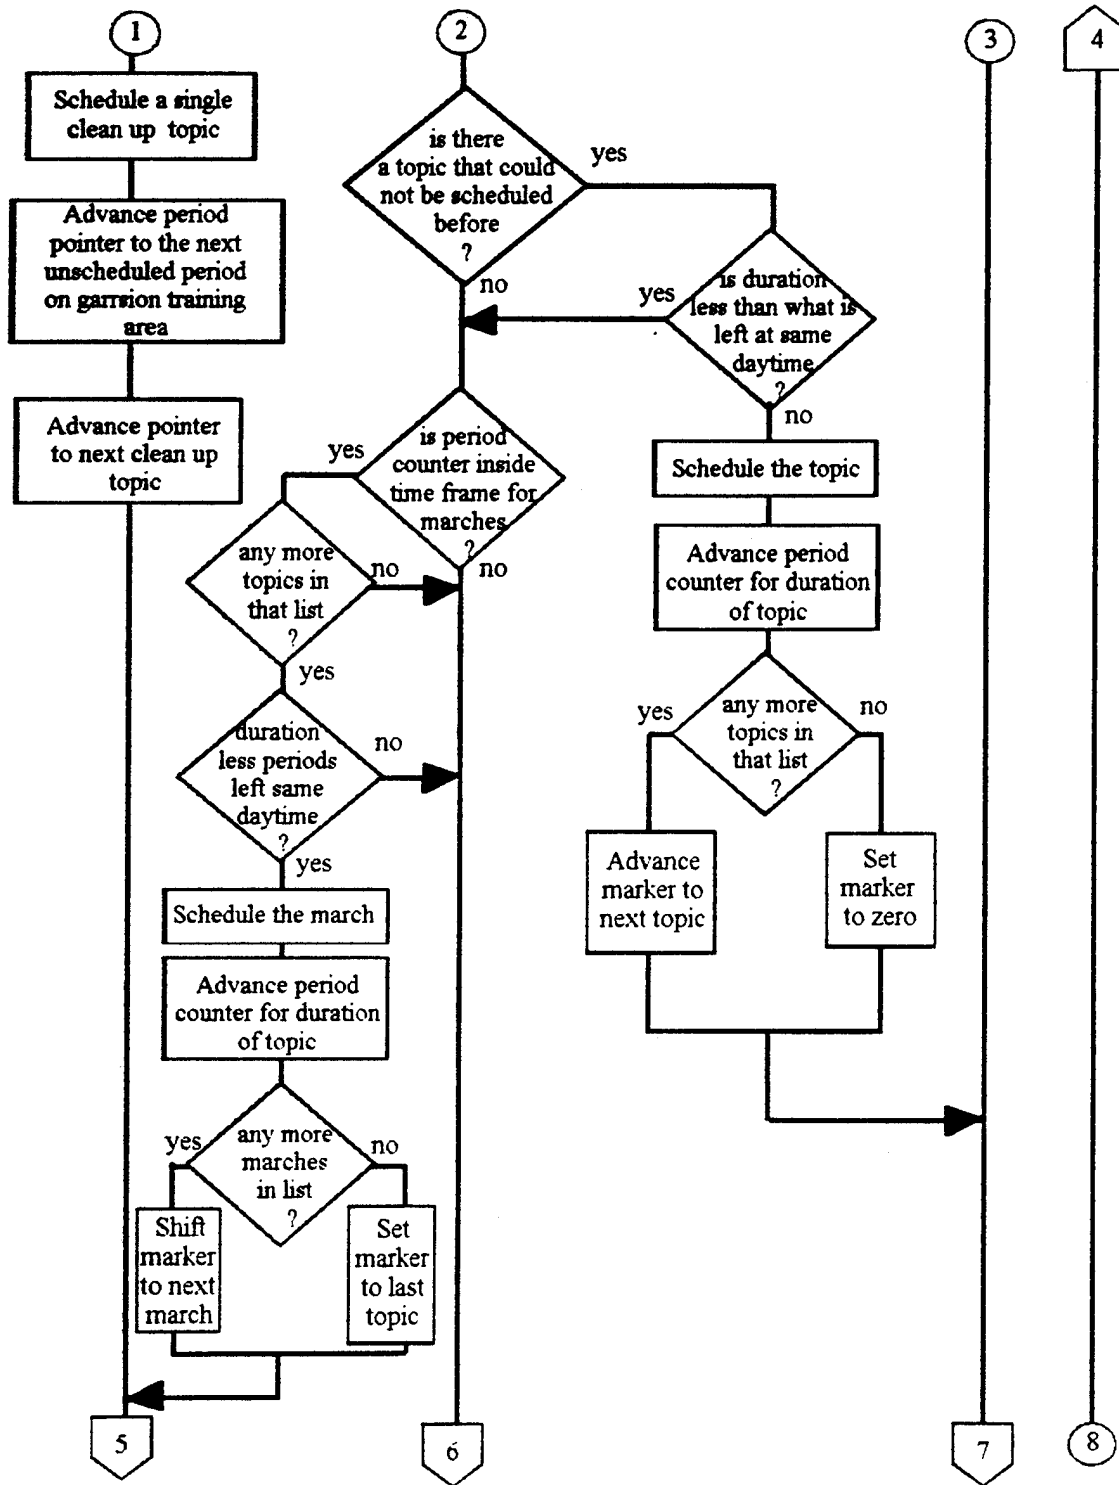 1
2
3
4
Schedule a single
clean up topic
Advance period
pointer to the next
unscheduled period
on garrsion training
area
Advance pointer
to next clean up
topic
is there
a topic that could
not be scheduled
before
?
yes
no
is duration
less than what is
left at same
daytime
?
yes
no
is period
counter inside
time frame for
marches
?
yes
no
any more
topics in
that list
?
no
yes
duration
less periods
left same
daytime
?
no
yes
Schedule the march
Advance period
counter for duration
of topic
any more
marches
in list
?
yes
no
Shift
marker
to next
march
Set
marker
to last
topic
Schedule the topic
Advance period
counter for duration
of topic
any more
topics in
that list
?
yes
no
Advance
marker to
next topic
Set
marker
to zero
5
6
7
8